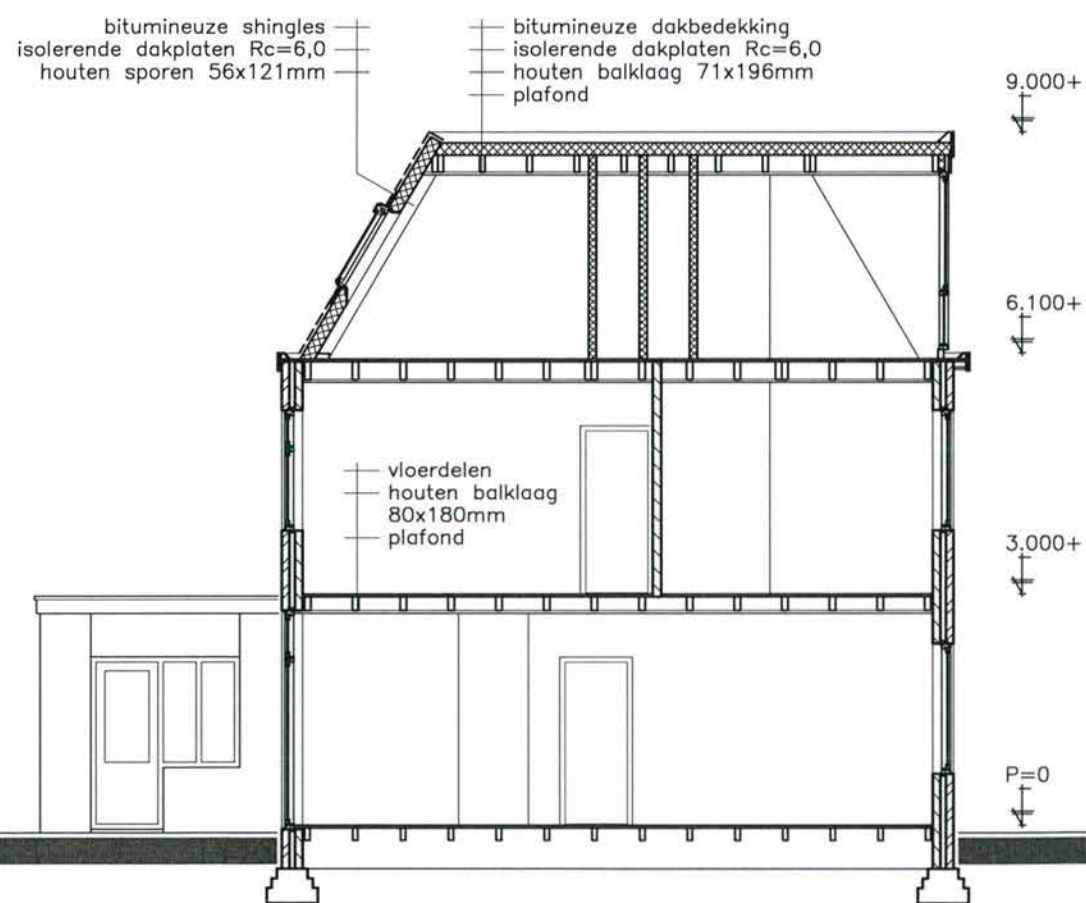 bitumineuze shingles
isolerende dakplaten Rc=6,0
houten sporen 56x121mm
bitumineuze dakbedekking
isolerende dakplaten Rc=6,0
houten balklaag 71x196mm
plafond
9.000+
6.100+
vloerdelen
houten balklaag
80x180mm
plafond
3.000+
P=0